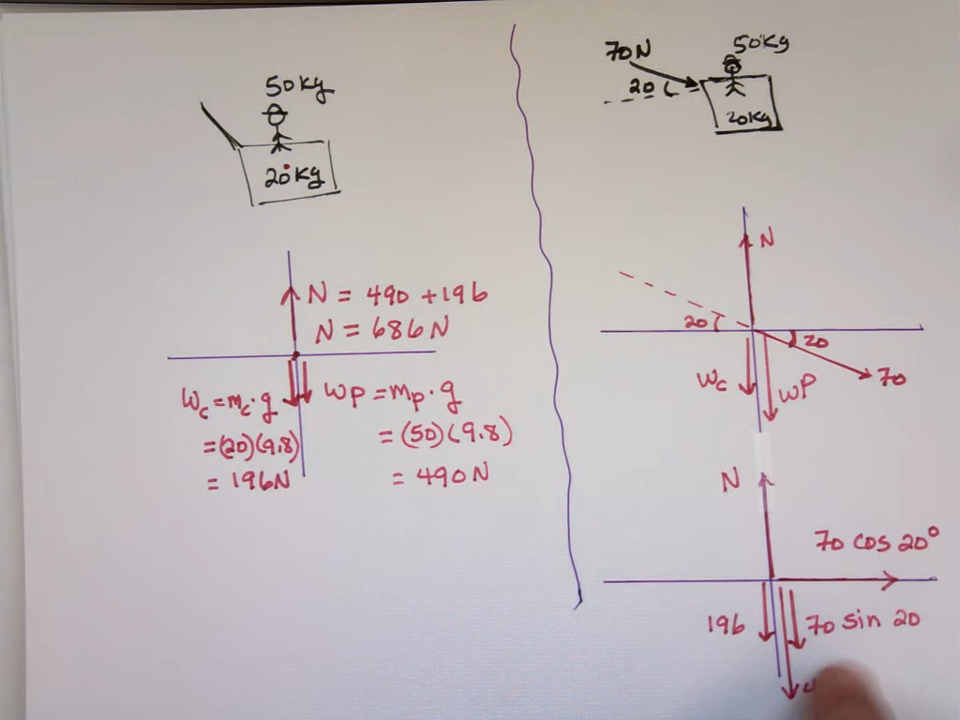 50kg
20kg
N = 490 + 196
N = 686 N
Wc = mc · g
= (20)(9.8)
= 196N
WP = mp · g
= (50)(9.8)
= 490N
70N
50kg
20
20kg
N
20
20
Wc
WP
70
N
70 cos 20°
196
70 sin 20